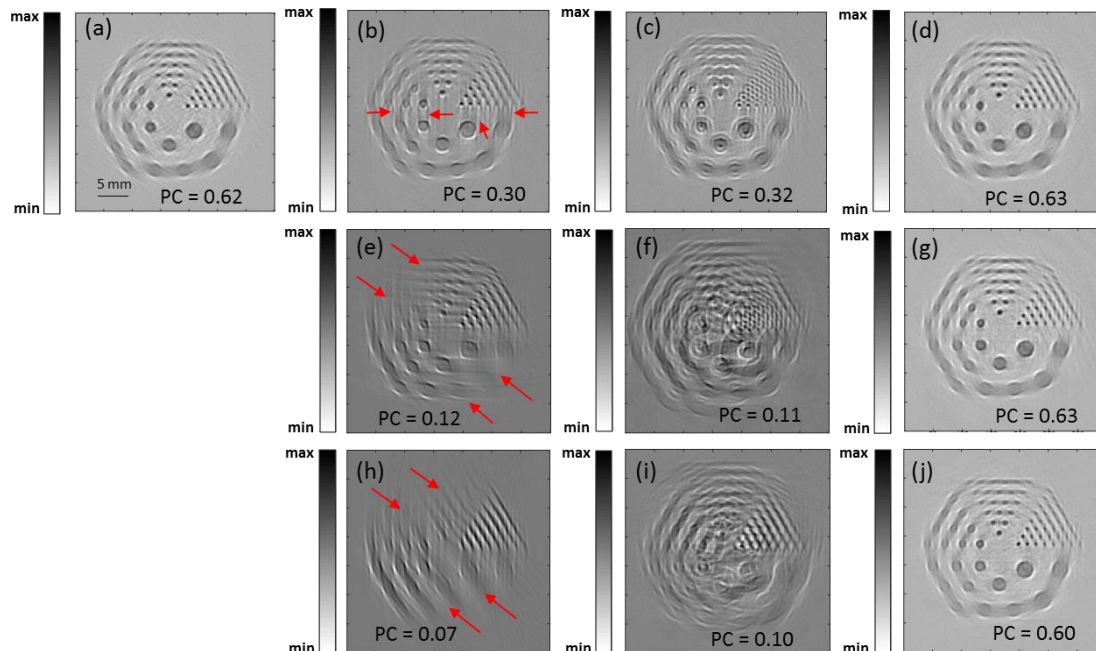 max
(a)
5 mm
PC = 0.62
min
max
(b)
PC = 0.30
min
max
(c)
PC = 0.32
min
max
(d)
PC = 0.63
min
max
(e)
PC = 0.12
min
max
(f)
PC = 0.11
min
max
(g)
PC = 0.63
min
max
(h)
PC = 0.07
min
max
(i)
PC = 0.10
min
max
(j)
PC = 0.60
min